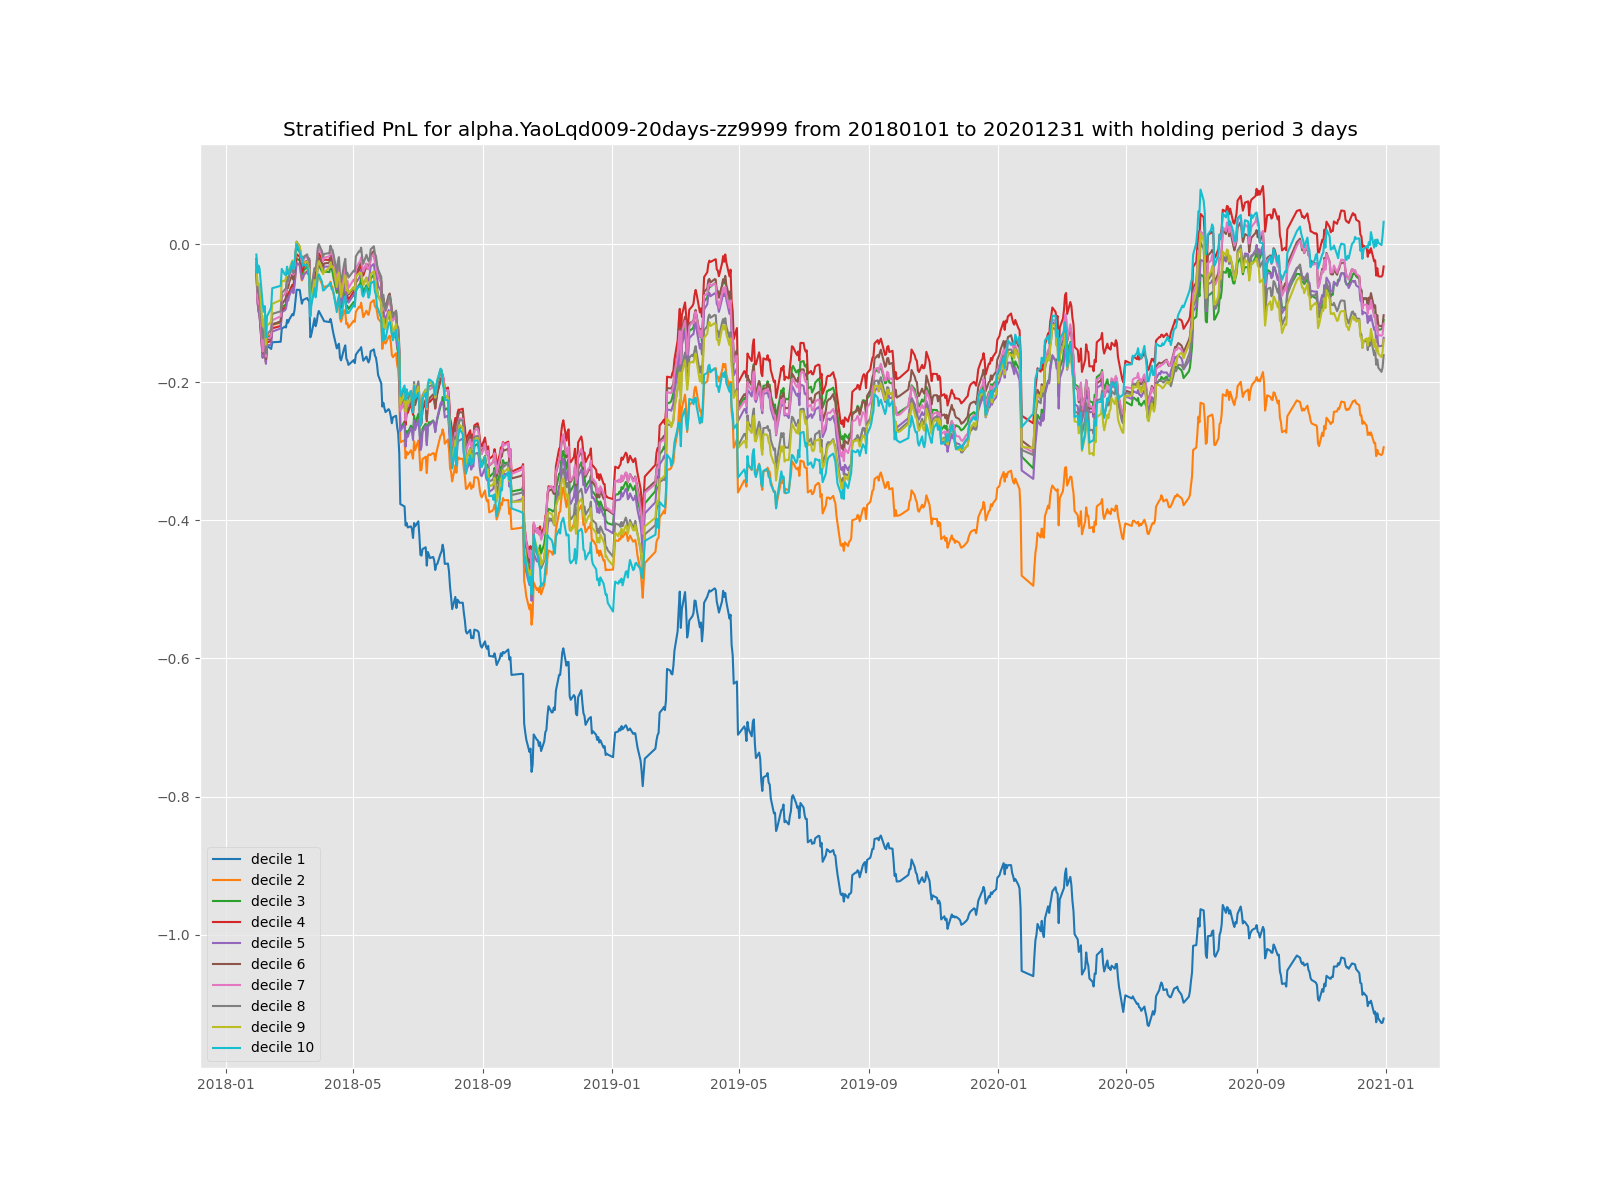 Stratified PnL for alpha.YaoLqd009-20days-zz9999 from 20180101 to 20201231 with holding period 3 days
0.0
−0.2
−0.4
−0.6
−0.8
−1.0
decile 1
decile 2
decile 3
decile 4
decile 5
decile 6
decile 7
decile 8
decile 9
decile 10
2018-01 2018-05 2018-09 2019-01 2019-05 2019-09 2020-01 2020-05 2020-09 2021-01